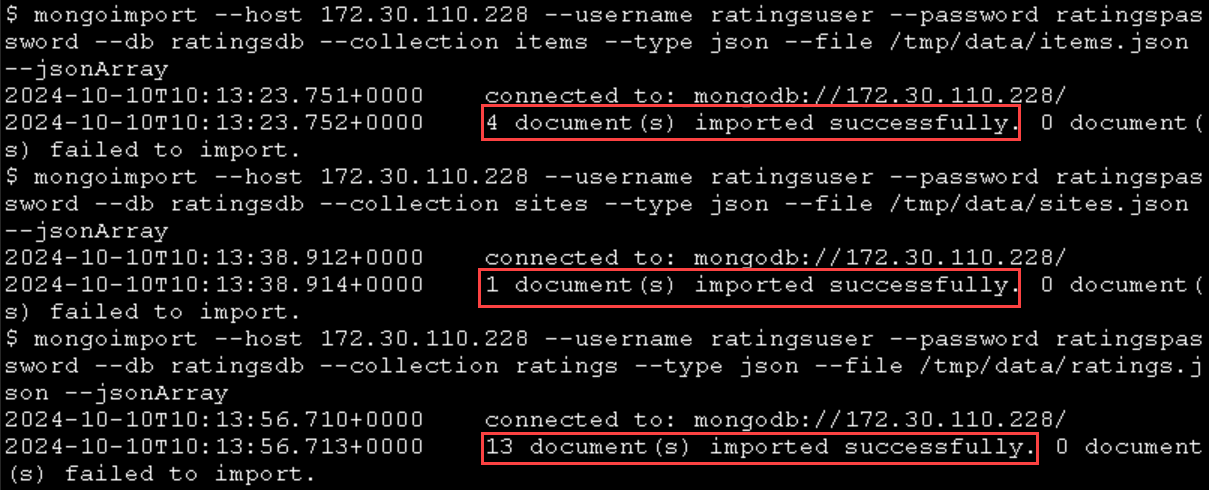 $ mongoimport --host 172.30.110.228 --username ratingsuser --password ratingspas
sword --db ratingsdb --collection items --type json --file /tmp/data/items.json
--jsonArray
2024-10-10T10:13:23.751+0000    connected to: mongodb://172.30.110.228/
2024-10-10T10:13:23.752+0000    4 document(s) imported successfully. 0 document(
s) failed to import.
$ mongoimport --host 172.30.110.228 --username ratingsuser --password ratingspas
sword --db ratingsdb --collection sites --type json --file /tmp/data/sites.json
--jsonArray
2024-10-10T10:13:38.912+0000    connected to: mongodb://172.30.110.228/
2024-10-10T10:13:38.914+0000    1 document(s) imported successfully. 0 document(
s) failed to import.
$ mongoimport --host 172.30.110.228 --username ratingsuser --password ratingspas
sword --db ratingsdb --collection ratings --type json --file /tmp/data/ratings.j
son --jsonArray
2024-10-10T10:13:56.710+0000    connected to: mongodb://172.30.110.228/
2024-10-10T10:13:56.713+0000    13 document(s) imported successfully. 0 document
(s) failed to import.